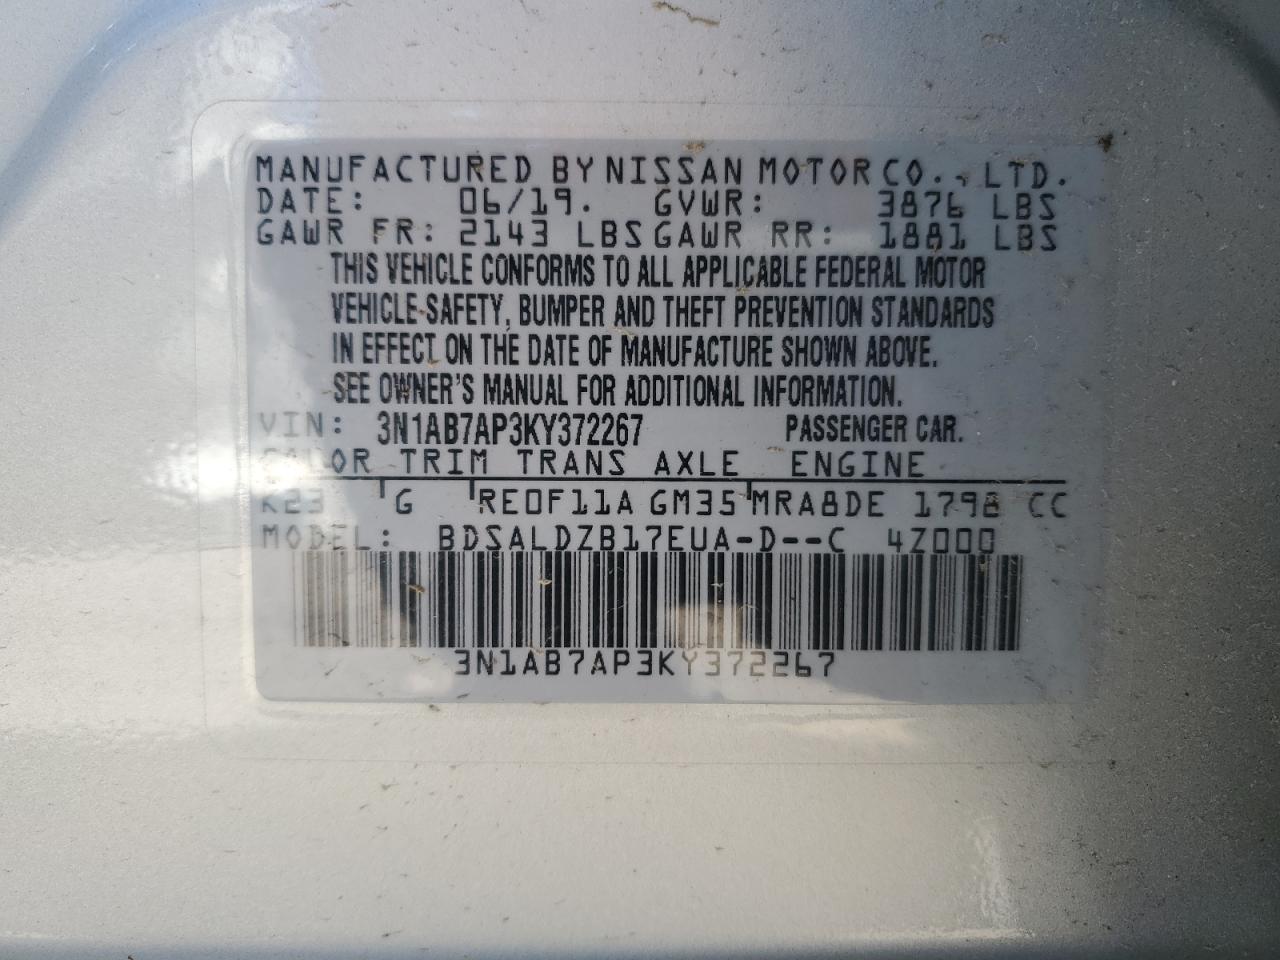 MANUFACTURED BY NISSAN MOTOR CO., LTD.
DATE: 06/19. GVWR: 3876 LBS
GAWR FR: 2143 LBS GAWR RR: 1881 LBS
THIS VEHICLE CONFORMS TO ALL APPLICABLE FEDERAL MOTOR
VEHICLE SAFETY, BUMPER AND THEFT PREVENTION STANDARDS
IN EFFECT ON THE DATE OF MANUFACTURE SHOWN ABOVE.
SEE OWNER'S MANUAL FOR ADDITIONAL INFORMATION.
VIN: 3N1AB7AP3KY372267 PASSENGER CAR.
COLOR TRIM TRANS AXLE ENGINE
K23 G RE0F11A GM35 MRA8DE 1798 CC
MODEL: BDSALDZB17EUA-D--C 4Z000
3N1AB7AP3KY372267